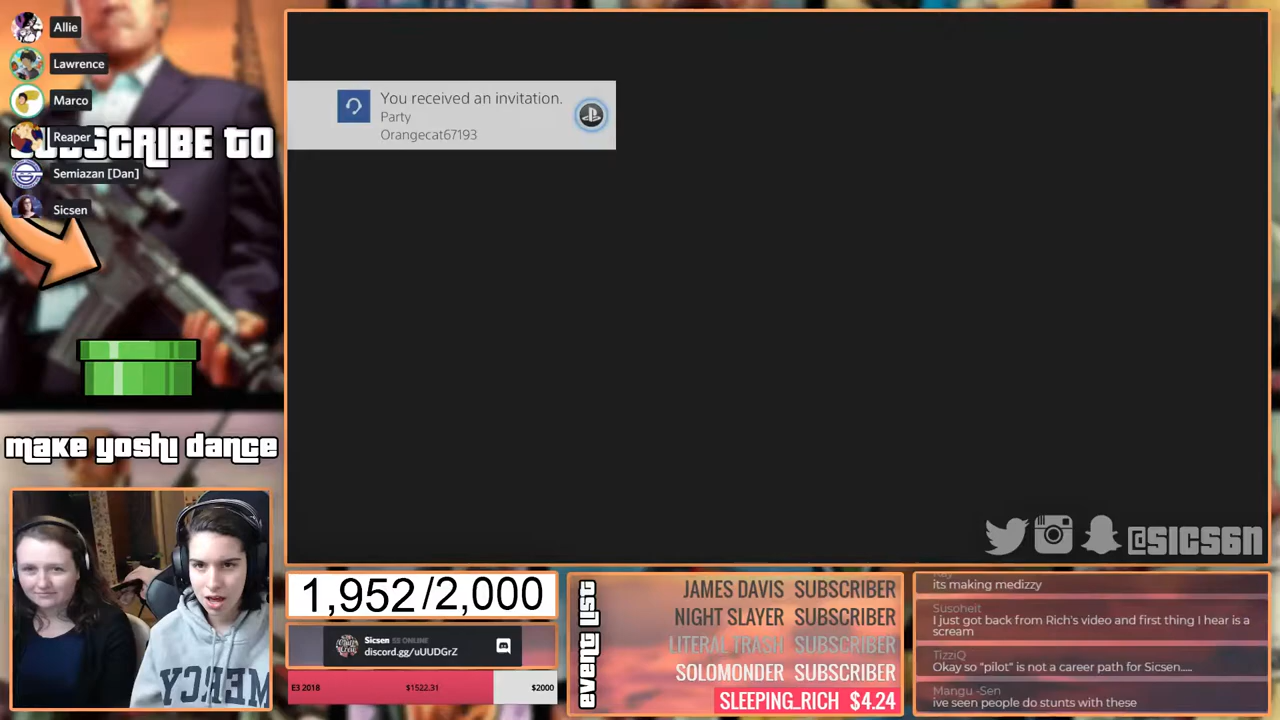 Allie
Lawrence
Marco
Reaper
SUBSCRIBE TO
Semiazan [Dan]
Sicsen
MAKE YOSHI DANCE
You received an invitation.
Party
Orangecat67193
@SICS6N
1,952/2,000
Sicsen 55 ONLINE
discord.gg/uUUDGrZ
E3 2018 $1522.31 $2000
EVENT LIST
JAMES DAVIS SUBSCRIBER
NIGHT SLAYER SUBSCRIBER
LITERAL TRASH SUBSCRIBER
SOLOMONDER SUBSCRIBER
SLEEPING_RICH $4.24
its making medizzy
Susoheit
I just got back from Rich's video and first thing I hear is a
scream
TizziQ
Okay so "pilot" is not a career path for Sicsen.....
Mangu -Sen
ive seen people do stunts with these